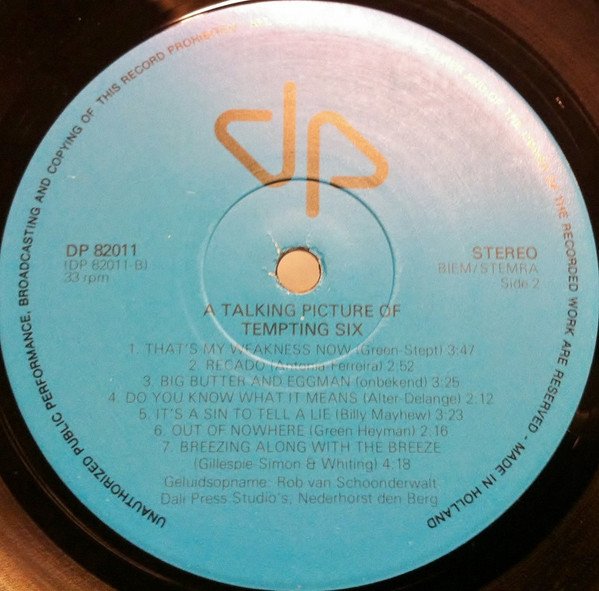 dp
DP 82011
(DP 82011-B)
33 rpm
STEREO
BIEM/STEMRA
Side 2
A TALKING PICTURE OF
TEMPTING SIX
1. THAT'S MY WEAKNESS NOW (Green-Stept) 3:47
2. RECADO (Antonia-Ferreira) 2:52
3. BIG BUTTER AND EGGMAN (onbekend) 3:25
4. DO YOU KNOW WHAT IT MEANS (Alter-Delange) 2:12
5. IT'S A SIN TO TELL A LIE (Billy Mayhew) 3:23
6. OUT OF NOWHERE (Green Heyman) 2.16
7. BREEZING ALONG WITH THE BREEZE
(Gillespie Simon & Whiting) 4:18
Geluidsopname: Rob van Schoonderwalt
Dali Press Studio's, Nederhorst den Berg
UNAUTHORIZED PUBLIC PERFORMANCE, BROADCASTING AND COPYING OF THIS RECORD PROHIBITED OF THE RECORDED WORK ARE RESERVED - MADE IN HOLLAND